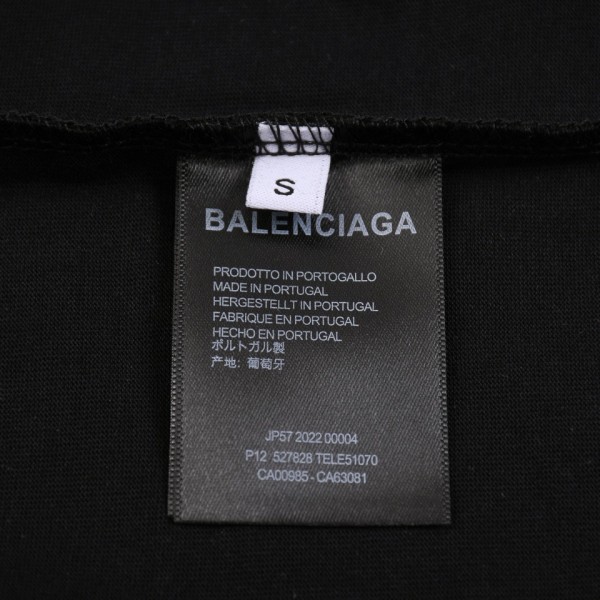 S
BALENCIAGA
PRODOTTO IN PORTOGALLO
MADE IN PORTUGAL
HERGESTELLT IN PORTUGAL
FABRIQUE EN PORTUGAL
HECHO EN PORTUGAL
ポルトガル製
产地: 葡萄牙
JP57 2022 00004
P12 527828 TELE51070
CA00985 - CA63081